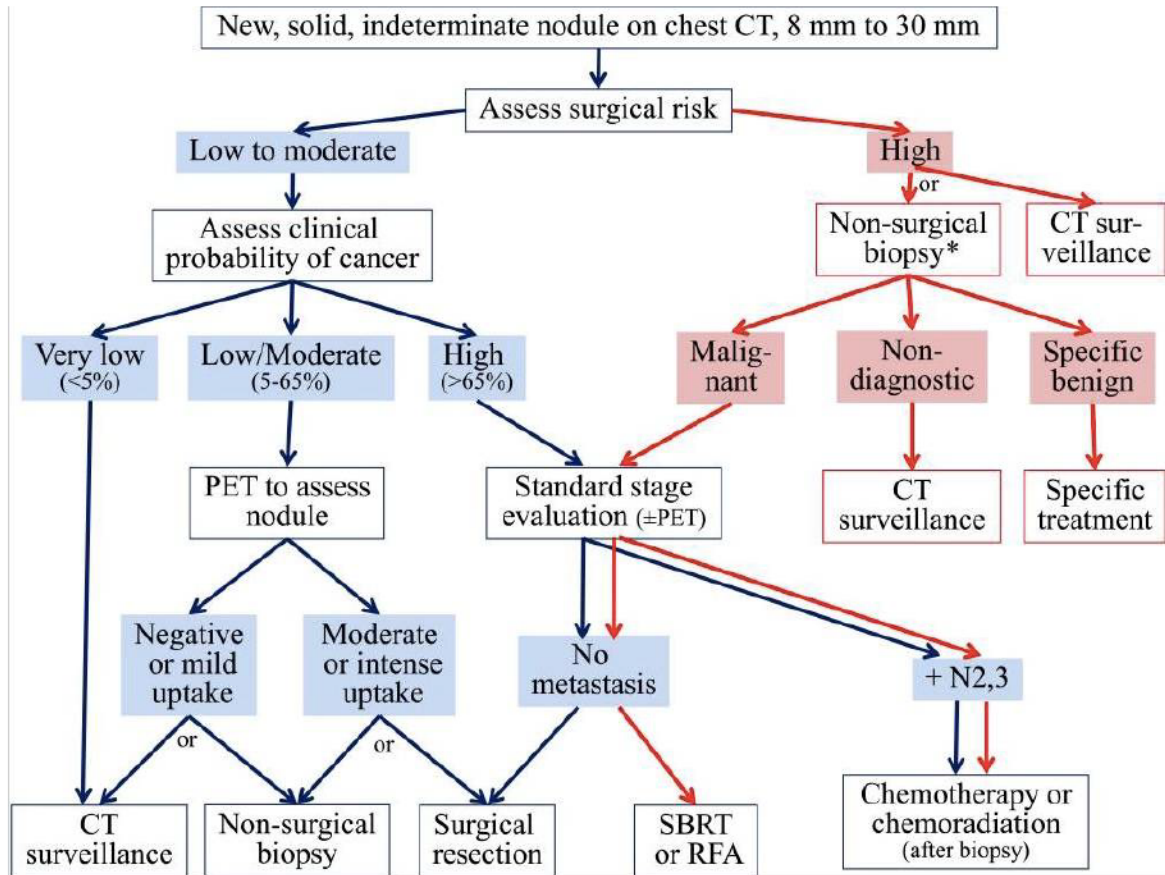 New, solid, indeterminate nodule on chest CT, 8 mm to 30 mm
Assess surgical risk
Low to moderate
High
or
Assess clinical
probability of cancer
Non-surgical
biopsy*
CT sur-
veillance
Very low
(<5%)
Low/Moderate
(5-65%)
High
(>65%)
Malig-
nant
Non-
diagnostic
Specific
benign
PET to assess
nodule
Standard stage
evaluation (±PET)
CT
surveillance
Specific
treatment
Negative
or mild
uptake
Moderate
or intense
uptake
No
metastasis
+ N2,3
or
or
CT
surveillance
Non-surgical
biopsy
Surgical
resection
SBRT
or RFA
Chemotherapy or
chemoradiation
(after biopsy)